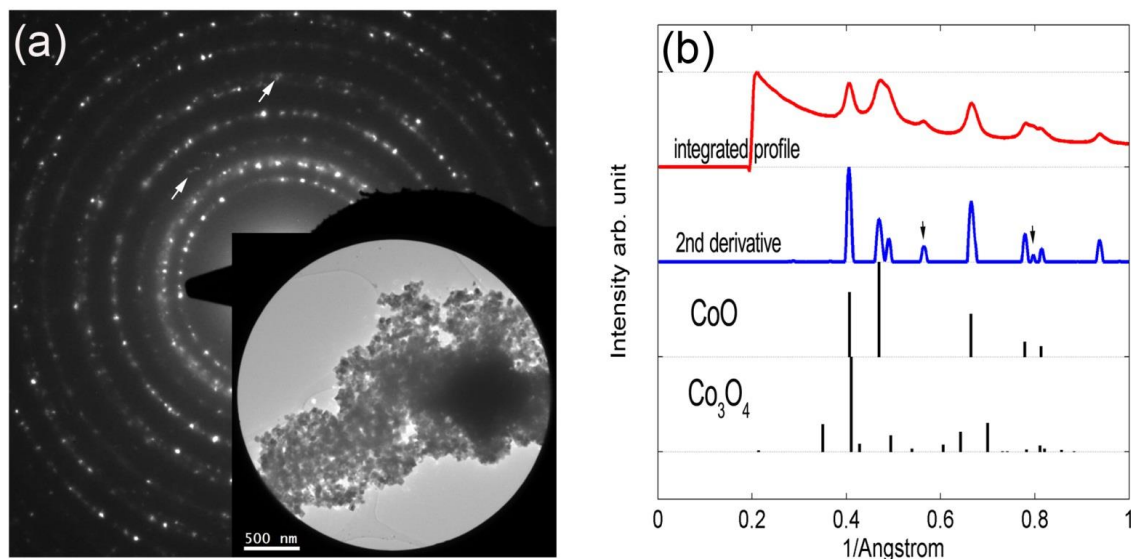 (a)
500 nm
(b)
integrated profile
2nd derivative
CoO
Co₃O₄
Intensity arb. unit
0 0.2 0.4 0.6 0.8 1
1/Angstrom